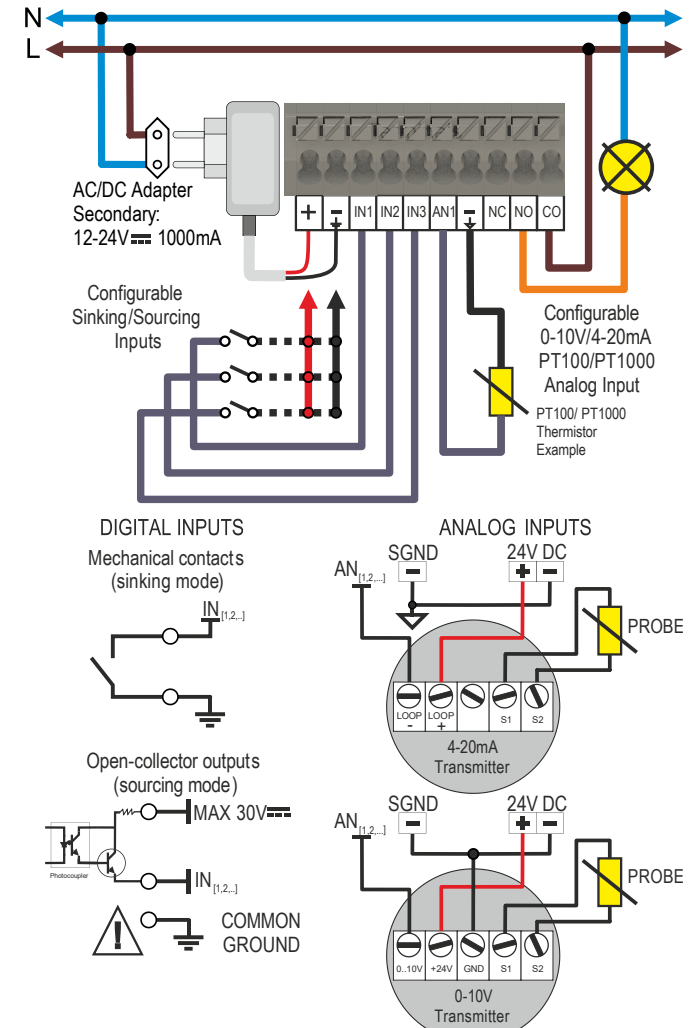 N
L
AC/DC Adapter
Secondary:
12-24V 1000mA
+ - IN1 IN2 IN3 AN1 - NC NO CO
Configurable
Sinking/Sourcing
Inputs
Configurable
0-10V/4-20mA
PT100/PT1000
Analog Input
PT100/ PT1000
Thermistor
Example
DIGITAL INPUTS
Mechanical contacts
(sinking mode)
IN[1,2,..]
Open-collector outputs
(sourcing mode)
MAX 30V
Photocoupler
IN[1,2,..]
!
COMMON
GROUND
ANALOG INPUTS
AN[1,2,...]
SGND
-
24V DC
+ -
PROBE
LOOP -
LOOP +
S1
S2
4-20mA
Transmitter
AN[1,2,...]
SGND
-
24V DC
+ -
PROBE
0..10V
+24V
GND
S1
S2
0-10V
Transmitter